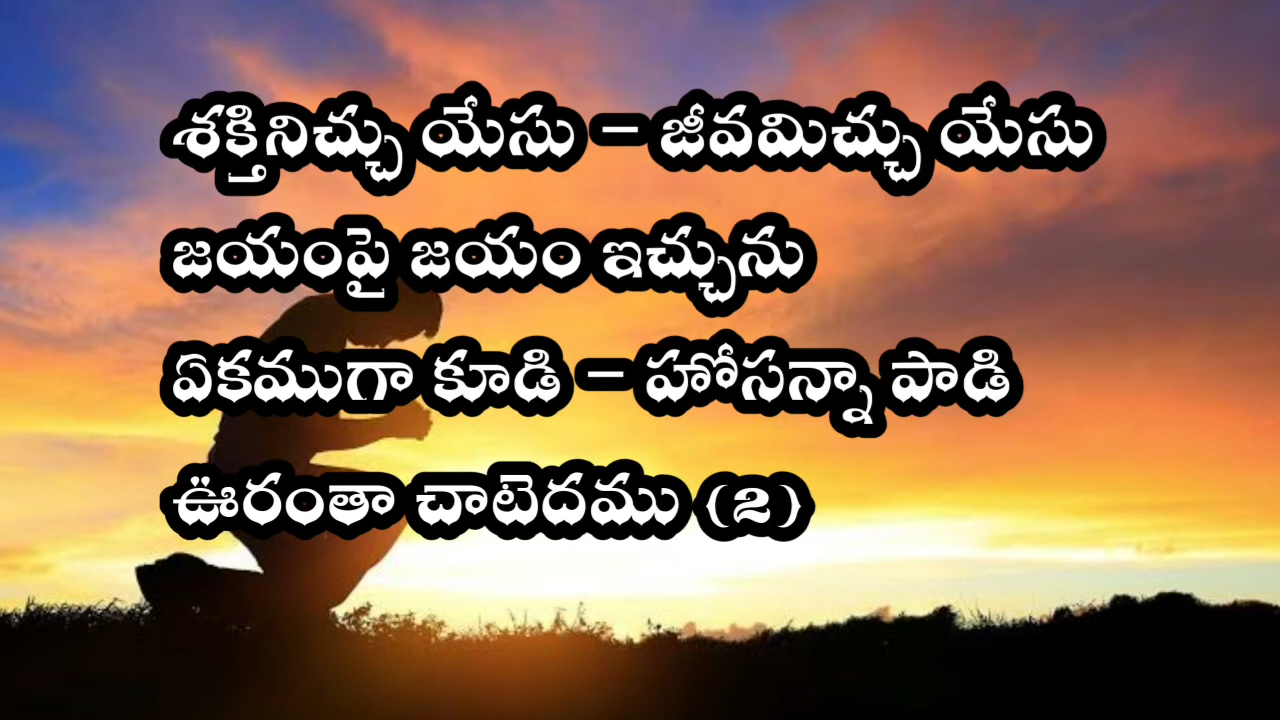 శక్తినిచ్చు యేసు – జీవమిచ్చు యేసు
జయంపై జయం ఇచ్చును
ఏకముగా కూడి – హోసన్నా పాడి
ఊరంతా చాటెదము (2)